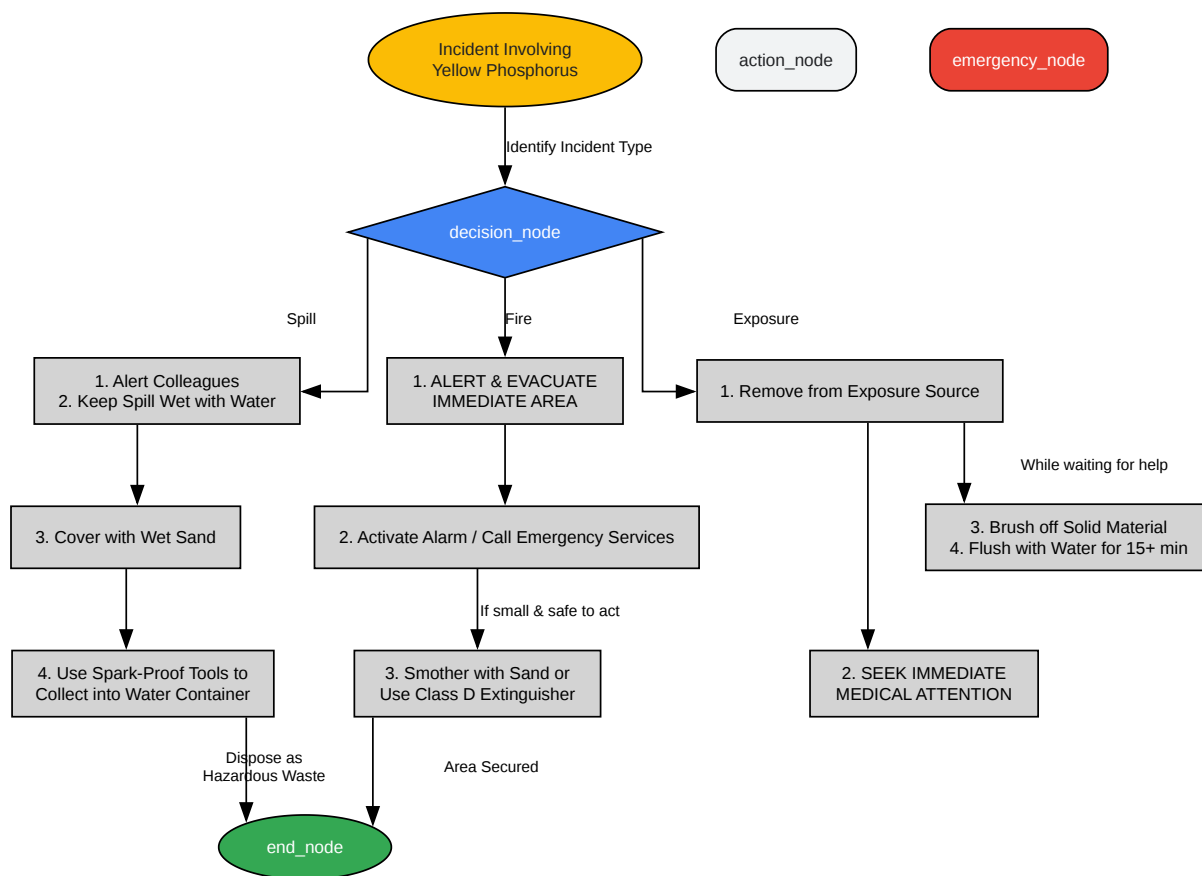 Incident Involving
Yellow Phosphorus
action_node
emergency_node
Identify Incident Type
decision_node
Spill
Fire
Exposure
1. Alert Colleagues
2. Keep Spill Wet with Water
1. ALERT & EVACUATE
IMMEDIATE AREA
1. Remove from Exposure Source
While waiting for help
3. Cover with Wet Sand
2. Activate Alarm / Call Emergency Services
3. Brush off Solid Material
4. Flush with Water for 15+ min
If small & safe to act
4. Use Spark-Proof Tools to
Collect into Water Container
3. Smother with Sand or
Use Class D Extinguisher
2. SEEK IMMEDIATE
MEDICAL ATTENTION
Dispose as
Hazardous Waste
Area Secured
end_node